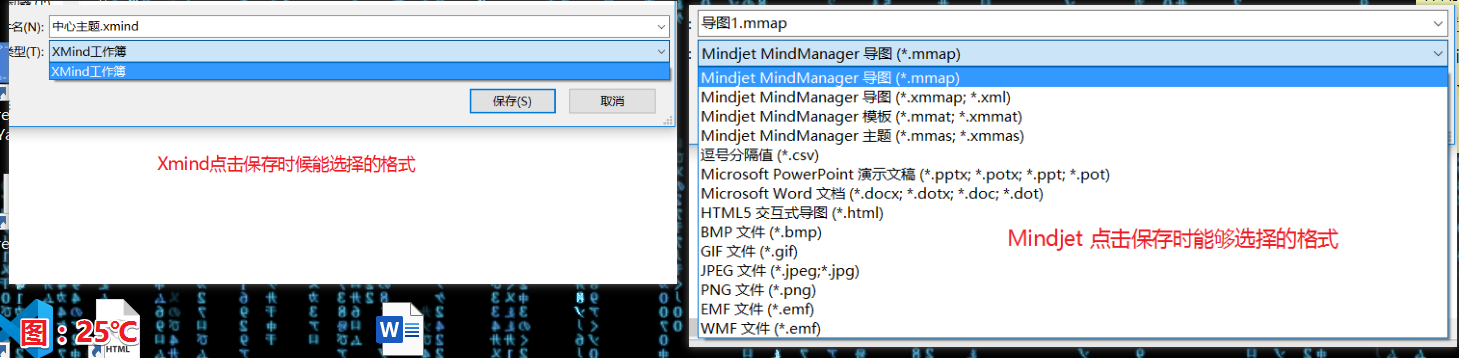 件名(N):
中心主题.xmind
类型(T):
XMind工作簿
XMind工作簿
保存(S)
取消
Xmind点击保存时候能选择的格式
导图1.mmap
Mindjet MindManager 导图 (*.mmap)
Mindjet MindManager 导图 (*.mmap)
Mindjet MindManager 导图 (*.xmmap; *.xml)
Mindjet MindManager 模板 (*.mmat; *.xmmat)
Mindjet MindManager 主题 (*.mmas; *.xmmas)
逗号分隔值 (*.csv)
Microsoft PowerPoint 演示文稿 (*.pptx; *.potx; *.ppt; *.pot)
Microsoft Word 文档 (*.docx; *.dotx; *.doc; *.dot)
HTML5 交互式导图 (*.html)
BMP 文件 (*.bmp)
GIF 文件 (*.gif)
JPEG 文件 (*.jpeg;*.jpg)
PNG 文件 (*.png)
EMF 文件 (*.emf)
WMF 文件 (*.emf)
Mindjet 点击保存时能够选择的格式
图：25℃
HTML
W